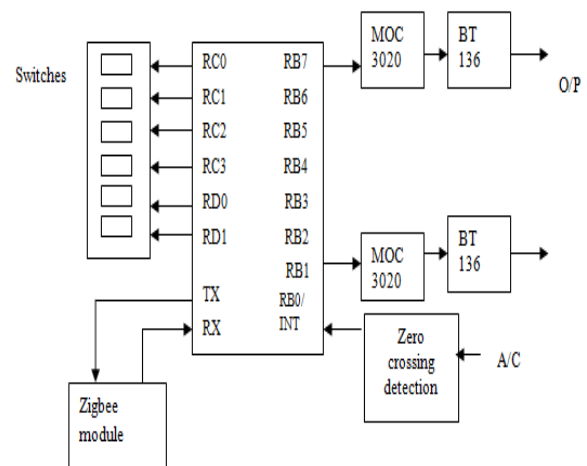 Switches
RC0
RC1
RC2
RC3
RD0
RD1
TX
RX
RB7
RB6
RB5
RB4
RB3
RB2
RB1
RB0/
INT
MOC
3020
BT
136
O/P
MOC
3020
BT
136
Zero
crossing
detection
A/C
Zigbee
module